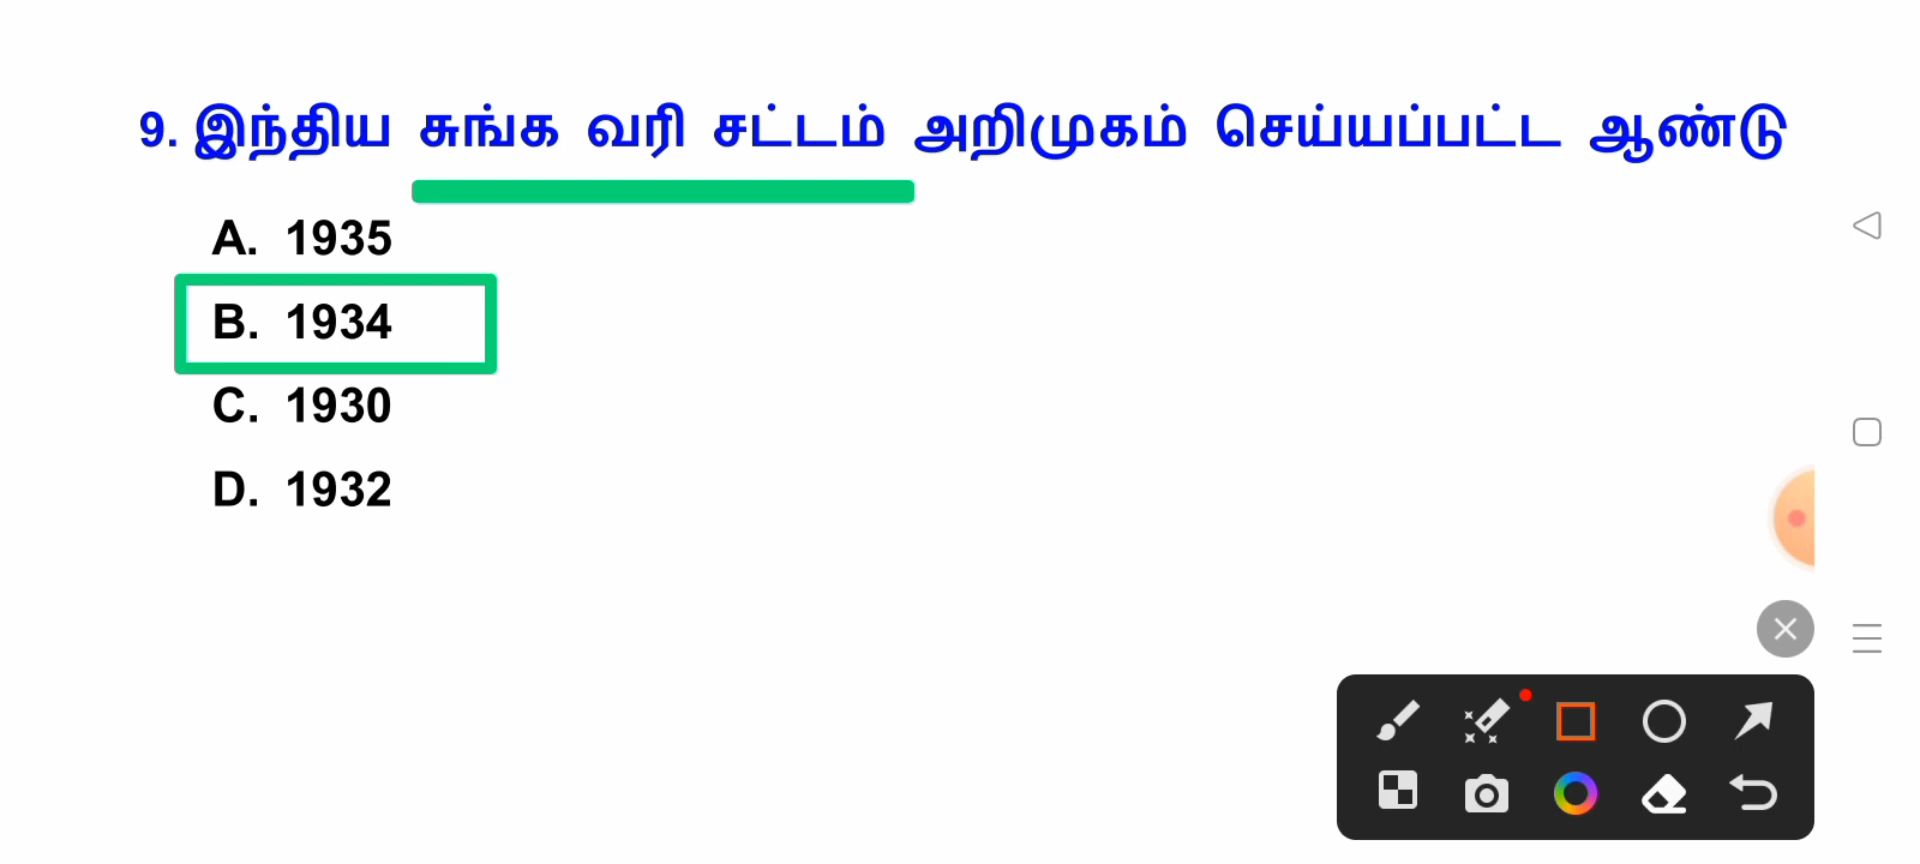 9. இந்திய சுங்க வரி சட்டம் அறிமுகம் செய்யப்பட்ட ஆண்டு
A. 1935
B. 1934
C. 1930
D. 1932